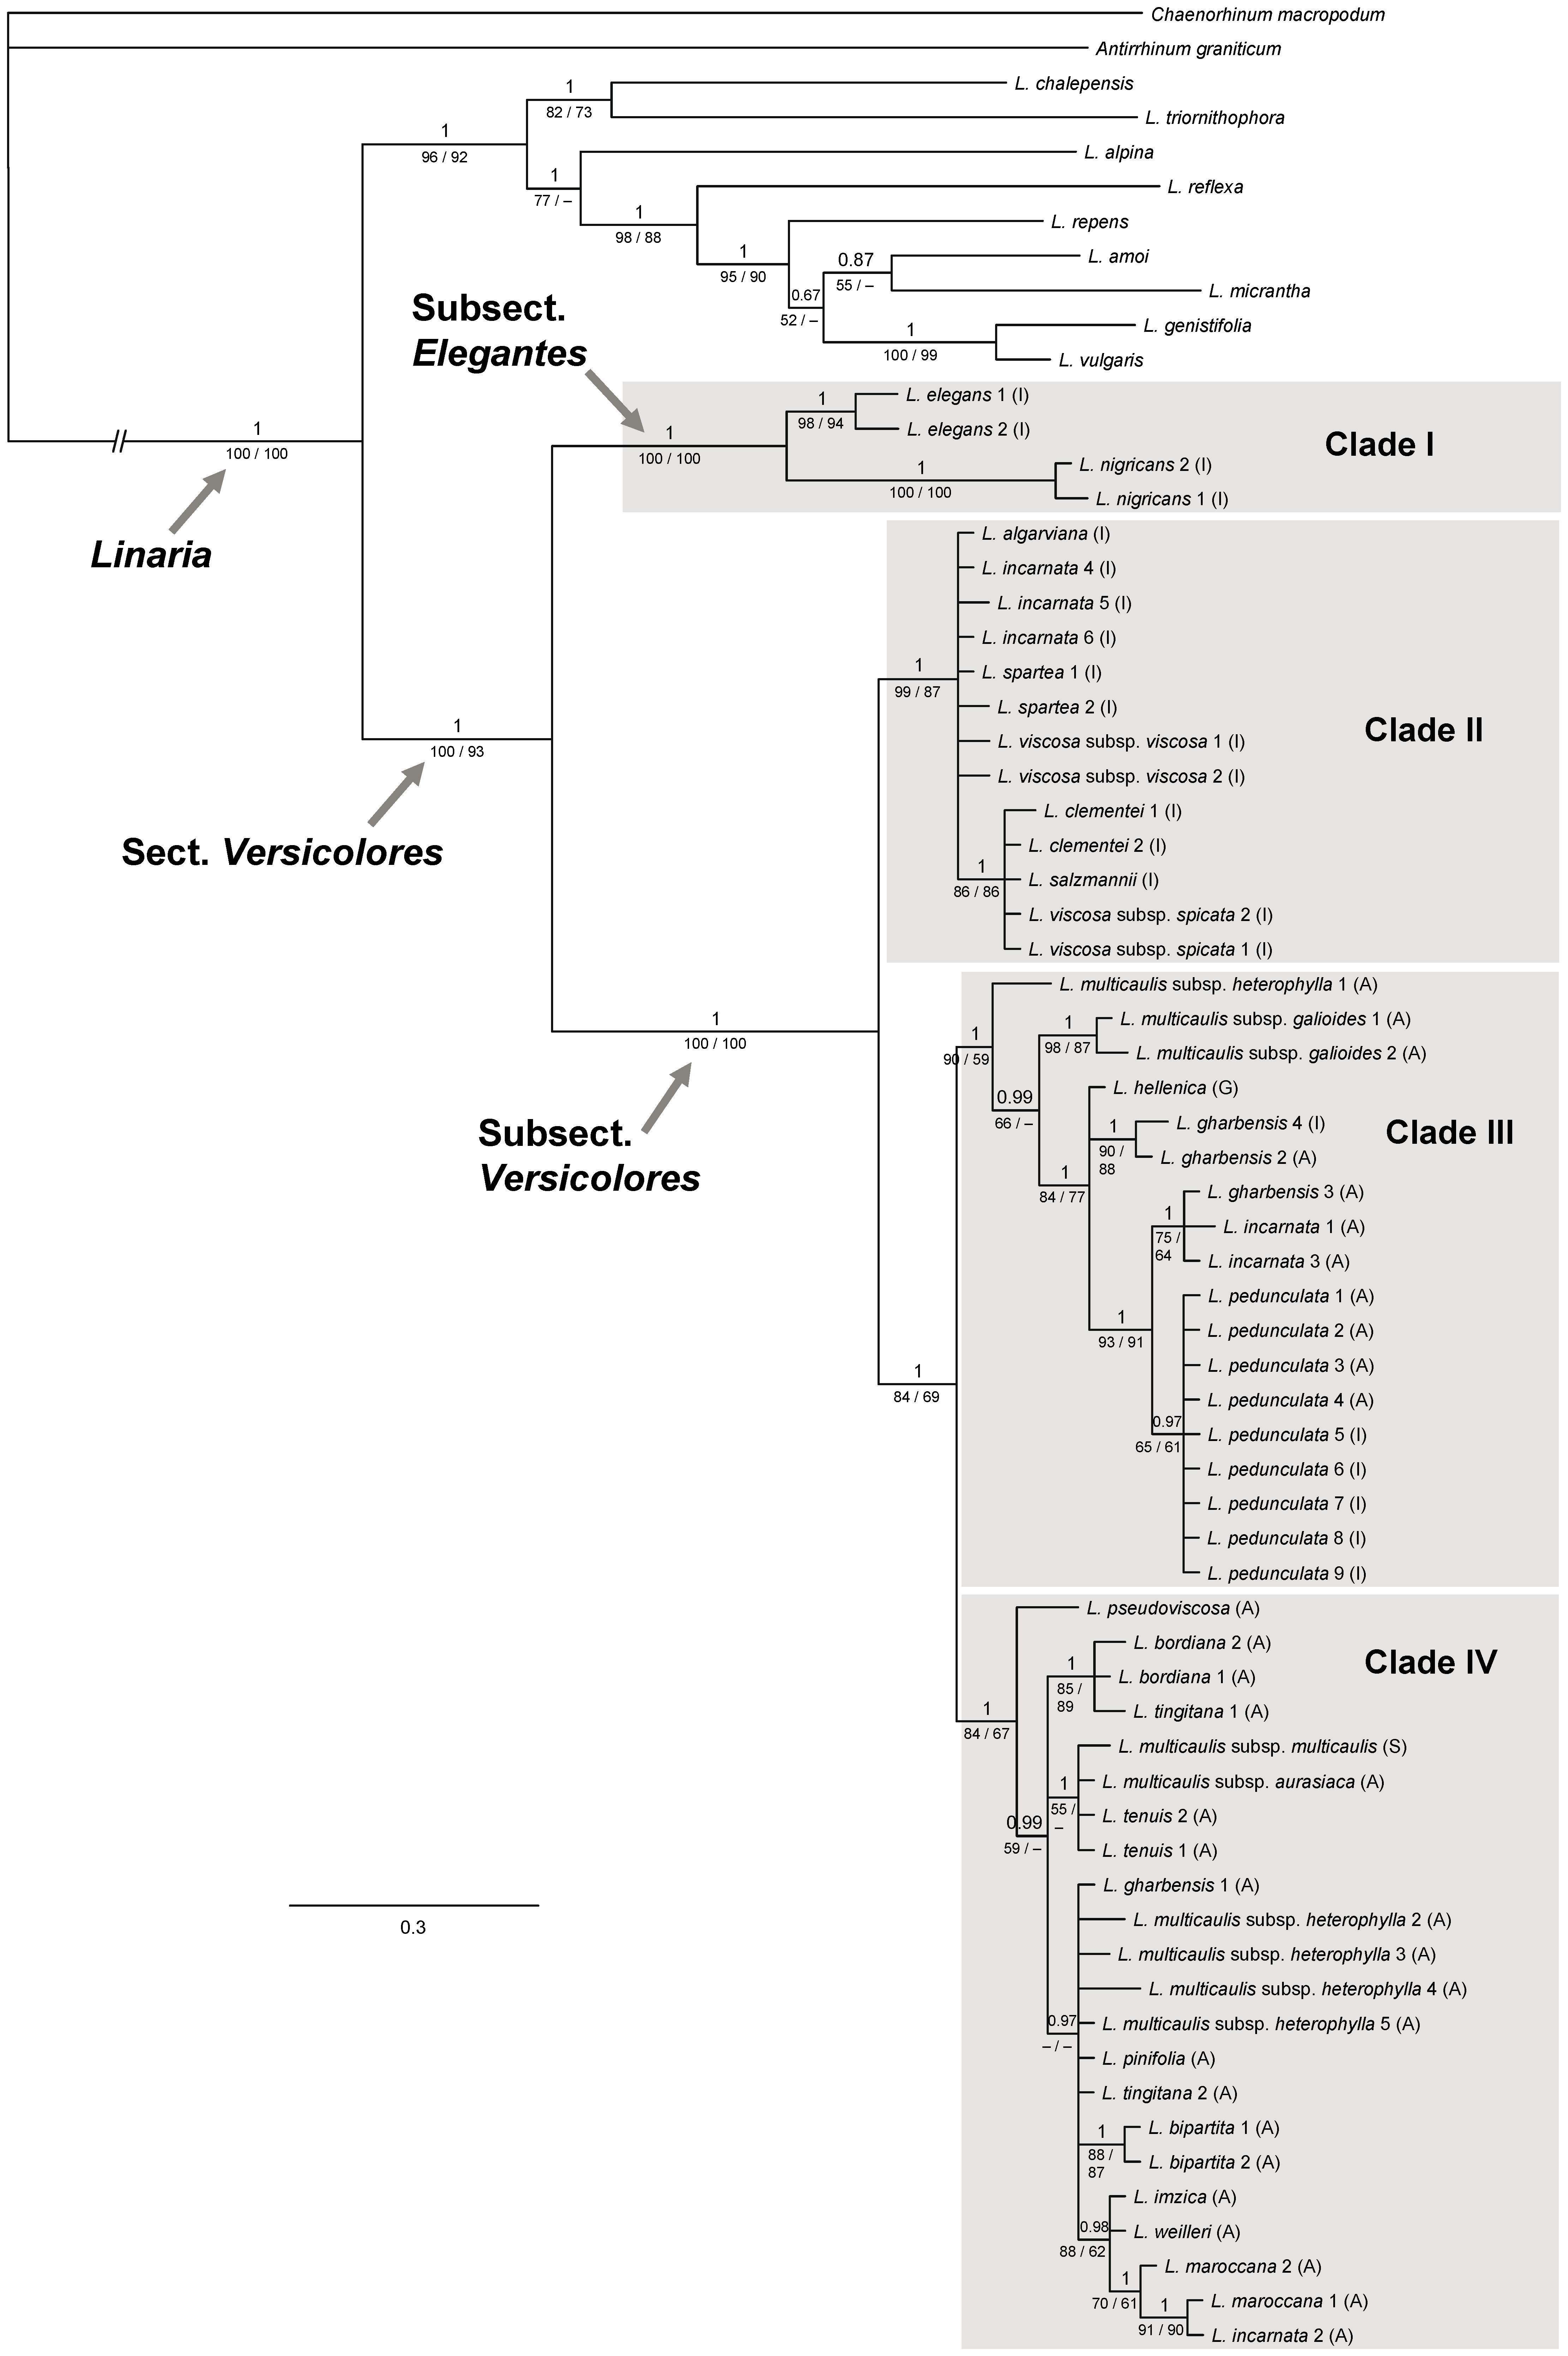 Chaenorhinum macropodum
Antirrhinum graniticum
L. chalepensis
1
82 / 73
L. triornithophora
1
96 / 92
L. alpina
1
77 / –
L. reflexa
1
98 / 88
L. repens
1
95 / 90
L. amoi
0.87
55 / –
L. micrantha
0.67
52 / –
L. genistifolia
1
100 / 99
L. vulgaris
Subsect.
Elegantes
L. elegans 1 (I)
1
98 / 94
L. elegans 2 (I)
1
100 / 100
Clade I
L. nigricans 2 (I)
1
100 / 100
L. nigricans 1 (I)
1
100 / 100
Linaria
L. algarviana (I)
L. incarnata 4 (I)
L. incarnata 5 (I)
L. incarnata 6 (I)
L. spartea 1 (I)
1
99 / 87
L. spartea 2 (I)
Clade II
L. viscosa subsp. viscosa 1 (I)
L. viscosa subsp. viscosa 2 (I)
1
100 / 93
Sect. Versicolores
L. clementei 1 (I)
L. clementei 2 (I)
1
86 / 86
L. salzmannii (I)
L. viscosa subsp. spicata 2 (I)
L. viscosa subsp. spicata 1 (I)
1
100 / 100
Subsect.
Versicolores
L. multicaulis subsp. heterophylla 1 (A)
1
90 / 59
L. multicaulis subsp. galioides 1 (A)
1
98 / 87
L. multicaulis subsp. galioides 2 (A)
0.99
66 / –
L. hellenica (G)
L. gharbensis 4 (I)
Clade III
1
90 /
88
L. gharbensis 2 (A)
1
84 / 77
L. gharbensis 3 (A)
1
75 /
64
L. incarnata 1 (A)
L. incarnata 3 (A)
L. pedunculata 1 (A)
1
93 / 91
L. pedunculata 2 (A)
L. pedunculata 3 (A)
1
84 / 69
L. pedunculata 4 (A)
0.97
65 / 61
L. pedunculata 5 (I)
L. pedunculata 6 (I)
L. pedunculata 7 (I)
L. pedunculata 8 (I)
L. pedunculata 9 (I)
L. pseudoviscosa (A)
L. bordiana 2 (A)
Clade IV
1
85 /
89
L. bordiana 1 (A)
L. tingitana 1 (A)
1
84 / 67
L. multicaulis subsp. multicaulis (S)
L. multicaulis subsp. aurasiaca (A)
1
55 /
–
L. tenuis 2 (A)
0.99
59 / –
L. tenuis 1 (A)
L. gharbensis 1 (A)
0.3
L. multicaulis subsp. heterophylla 2 (A)
L. multicaulis subsp. heterophylla 3 (A)
L. multicaulis subsp. heterophylla 4 (A)
0.97
– / –
L. multicaulis subsp. heterophylla 5 (A)
L. pinifolia (A)
L. tingitana 2 (A)
L. bipartita 1 (A)
1
88 /
87
L. bipartita 2 (A)
L. imzica (A)
0.98
88 / 62
L. weilleri (A)
L. maroccana 2 (A)
1
70 / 61
L. maroccana 1 (A)
1
91 / 90
L. incarnata 2 (A)